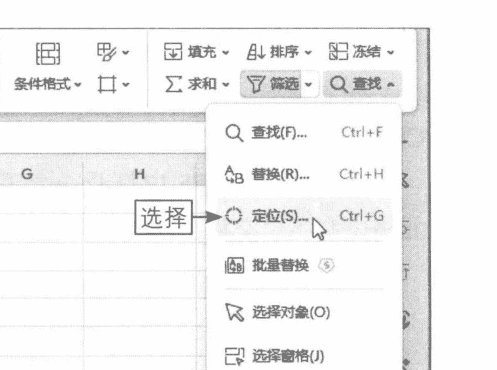 填充 排序 冻结
条件格式 求和 筛选 查找
查找(F)... Ctrl+F
G H
替换(R)... Ctrl+H
选择 定位(S)... Ctrl+G
批量替换
选择对象(O)
选择窗格(J)